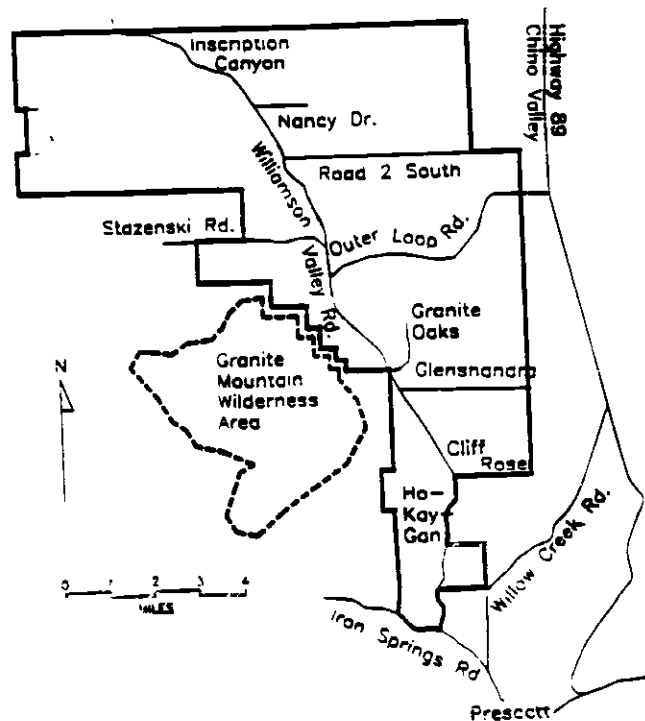 Inscription
Canyon
Highway 89
Chino Valley
Nancy Dr.
Williamson
Valley Rd.
Road 2 South
Stazenski Rd.
Outer Loop Rd.
Granite
Oaks
Granite
Mountain
Wilderness
Area
N
Glenshandra
Cliff
Rose
Ho-
Kay-
Gan
Willow Creek Rd.
0 1 2 3 4
MILES
Iron Springs Rd
Prescott